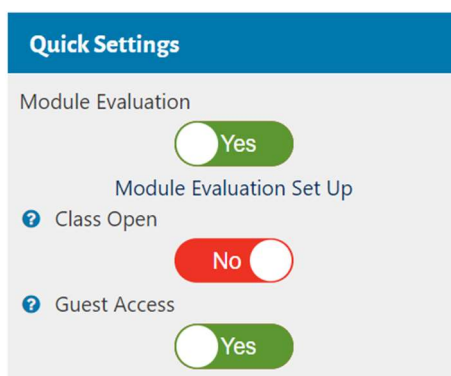 Quick Settings
Module Evaluation
Yes
Module Evaluation Set Up
? Class Open
No
? Guest Access
Yes